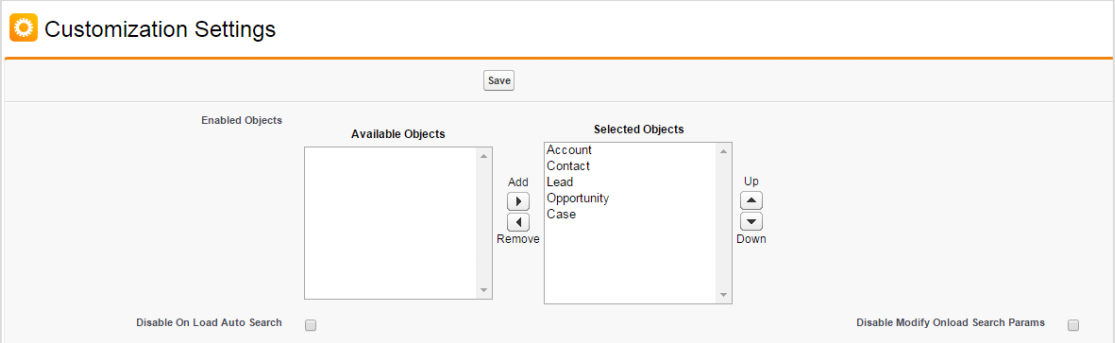 Customization Settings
Save
Enabled Objects
Available Objects
Selected Objects
Account
Contact
Lead
Opportunity
Case
Add
Remove
Up
Down
Disable On Load Auto Search
Disable Modify Onload Search Params